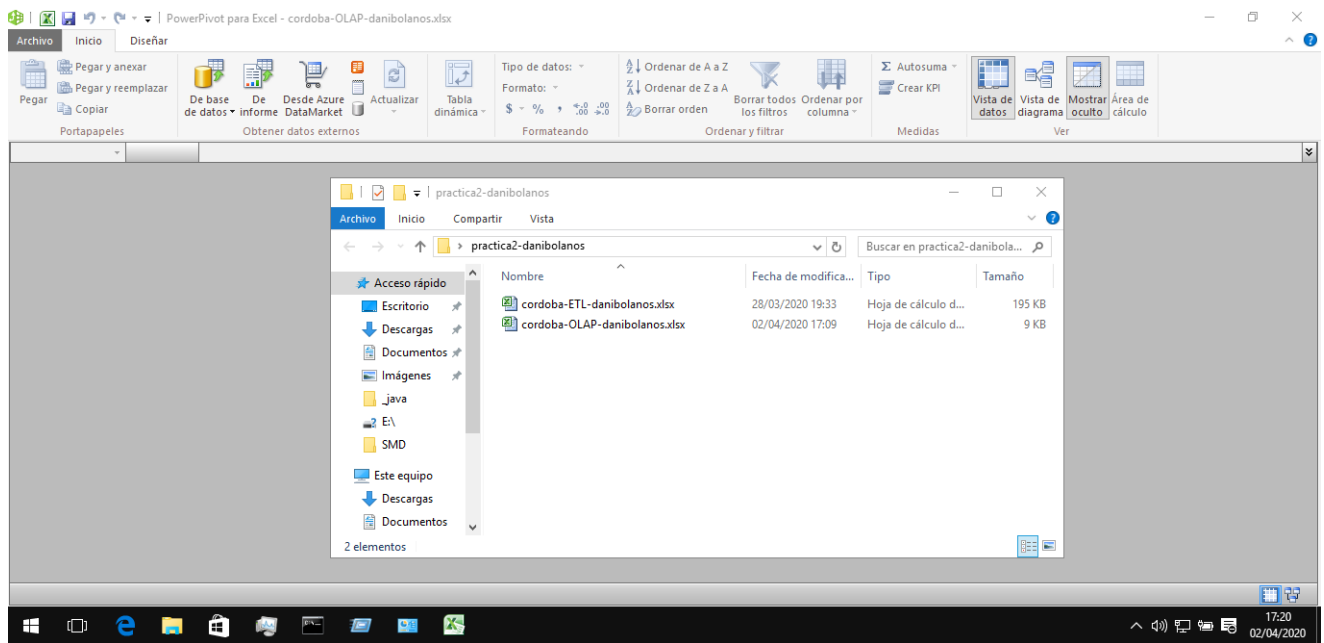 PowerPivot para Excel - cordoba-OLAP-danibolanos.xlsx
Archivo Inicio Diseñar
Pegar
Pegar y anexar
Pegar y reemplazar
Copiar
Portapapeles
De base de datos
De informe
Desde Azure DataMarket
Obtener datos externos
Actualizar
Tabla dinámica
Tipo de datos:
Formato:
$ % , ,0 ,00 ,00 ,0
Formateando
Ordenar de A a Z
Ordenar de Z a A
Borrar orden
Borrar todos los filtros
Ordenar por columna
Ordenar y filtrar
Σ Autosuma
Crear KPI
Medidas
Vista de datos
Vista de diagrama
Mostrar oculto
Área de cálculo
Ver
practica2-danibolanos
Archivo Inicio Compartir Vista
practica2-danibolanos
Buscar en practica2-danibola...
Nombre Fecha de modifica... Tipo Tamaño
cordoba-ETL-danibolanos.xlsx 28/03/2020 19:33 Hoja de cálculo d... 195 KB
cordoba-OLAP-danibolanos.xlsx 02/04/2020 17:09 Hoja de cálculo d... 9 KB
Acceso rápido
Escritorio
Descargas
Documentos
Imágenes
_java
E:\
SMD
Este equipo
Descargas
Documentos
2 elementos
17:20
02/04/2020